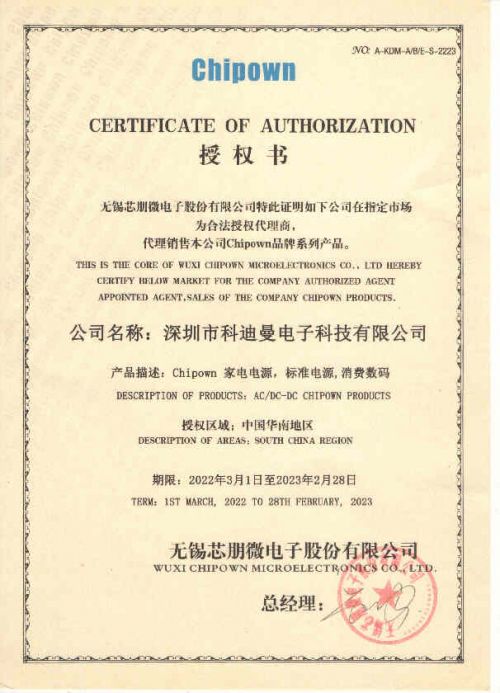 NO: A-KDM-A/B/E-S-2223
Chipown
CERTIFICATE OF AUTHORIZATION
授权书
无锡芯朋微电子股份有限公司特此证明如下公司在指定市场
为合法授权代理商，
代理销售本公司Chipown品牌系列产品。
THIS IS THE CORE OF WUXI CHIPOWN MICROELECTRONICS CO., LTD HEREBY
CERTIFY BELOW MARKET FOR THE COMPANY AUTHORIZED AGENT
APPOINTED AGENT,SALES OF THE COMPANY CHIPOWN PRODUCTS.
公司名称：深圳市科迪曼电子科技有限公司
产品描述：Chipown 家电电源，标准电源,消费数码
DESCRIPTION OF PRODUCTS: AC/DC-DC CHIPOWN PRODUCTS
授权区域：中国华南地区
DESCRIPTION OF AREAS: SOUTH CHINA REGION
期限：2022年3月1日至2023年2月28日
TERM: 1ST MARCH, 2022 TO 28TH FEBRUARY, 2023
无锡芯朋微电子股份有限公司
WUXI CHIPOWN MICROELECTRONICS CO., LTD.
总经理：